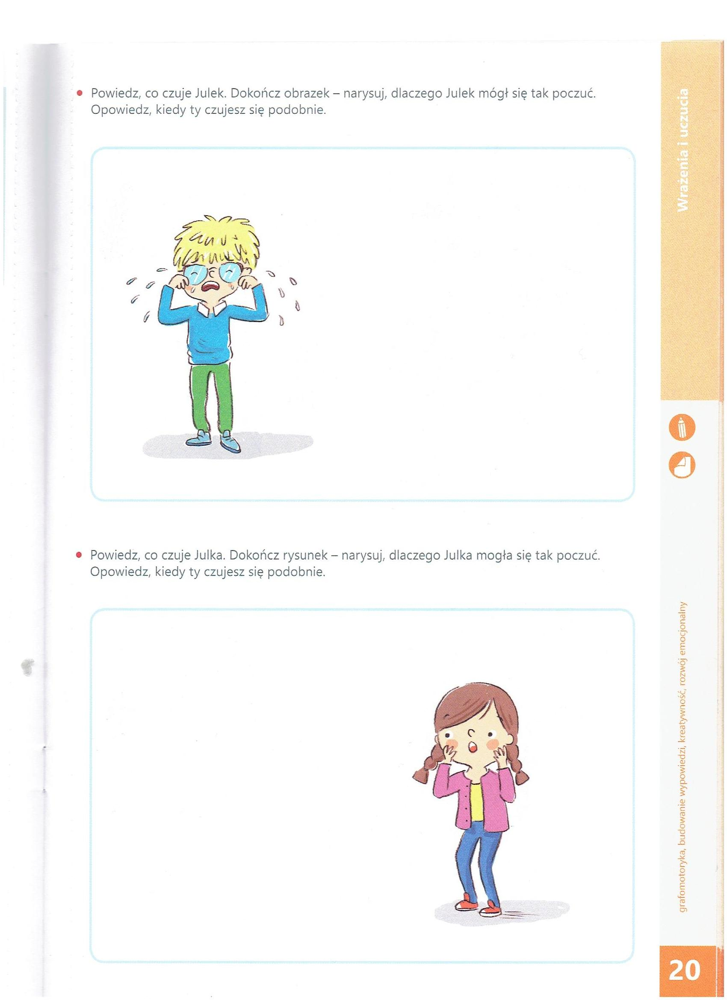 Powiedz, co czuje Julek. Dokończ obrazek – narysuj, dlaczego Julek mógł się tak poczuć.
Opowiedz, kiedy ty czujesz się podobnie.
Wrażenia i uczucia
Powiedz, co czuje Julka. Dokończ rysunek – narysuj, dlaczego Julka mogła się tak poczuć.
Opowiedz, kiedy ty czujesz się podobnie.
grafomotoryka, budowanie wypowiedzi, kreatywność, rozwój emocjonalny
20